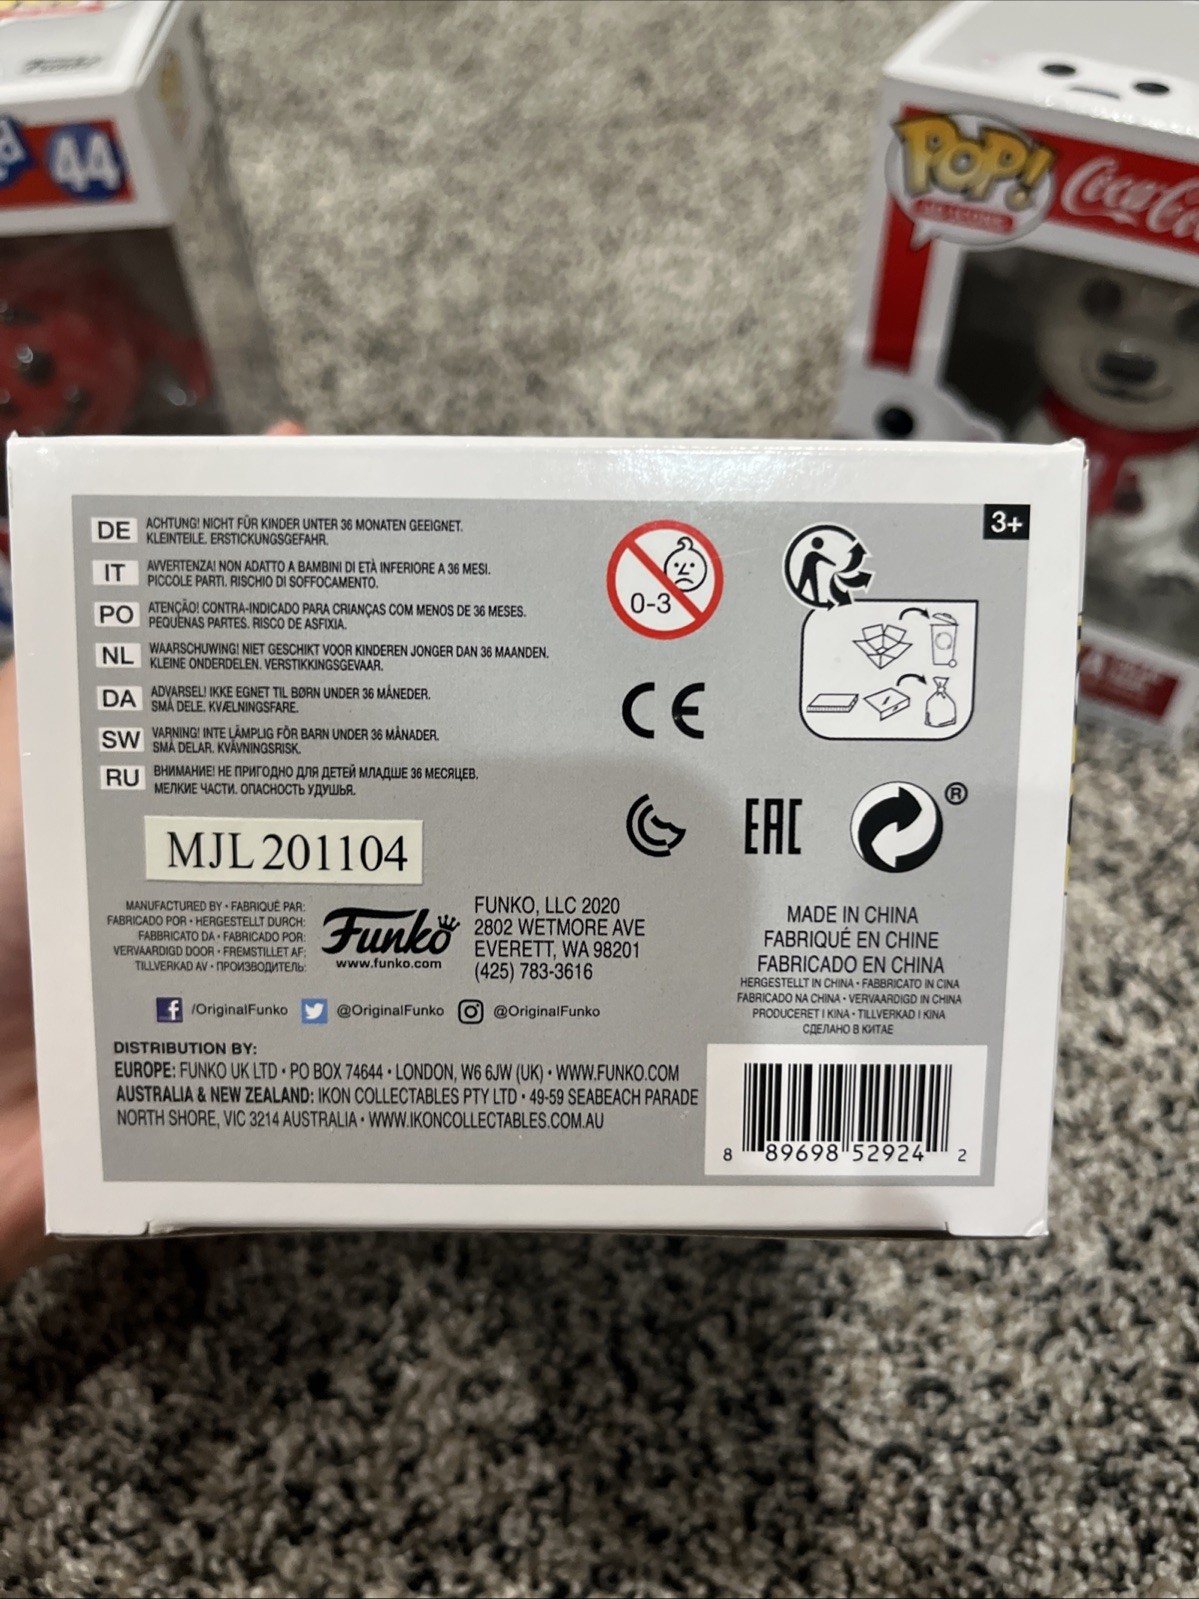 44
POP!
Coca-Co
3+
DE ACHTUNG! NICHT FÜR KINDER UNTER 36 MONATEN GEEIGNET.
KLEINTEILE. ERSTICKUNGSGEFAHR.
IT AVVERTENZA! NON ADATTO A BAMBINI DI ETÀ INFERIORE A 36 MESI.
PICCOLE PARTI. RISCHIO DI SOFFOCAMENTO.
PO ATENÇÃO! CONTRA-INDICADO PARA CRIANÇAS COM MENOS DE 36 MESES.
PEQUENAS PARTES. RISCO DE ASFIXIA.
NL WAARSCHUWING! NIET GESCHIKT VOOR KINDEREN JONGER DAN 36 MAANDEN.
KLEINE ONDERDELEN. VERSTIKKINGSGEVAAR.
DA ADVARSEL! IKKE EGNET TIL BØRN UNDER 36 MÅNEDER.
SMÅ DELE. KVÆLNINGSFARE.
SW VARNING! INTE LÄMPLIG FÖR BARN UNDER 36 MÅNADER.
SMÅ DELAR. KVÄVNINGSRISK.
RU ВНИМАНИЕ! НЕ ПРИГОДНО ДЛЯ ДЕТЕЙ МЛАДШЕ 36 МЕСЯЦЕВ.
МЕЛКИЕ ЧАСТИ. ОПАСНОСТЬ УДУШЬЯ.
0-3
CE
EAC
®
MJL 201104
MANUFACTURED BY • FABRIQUÉ PAR:
FABRICADO POR • HERGESTELLT DURCH:
FABBRICATO DA • FABRICADO POR:
VERVAARDIGD DOOR • FREMSTILLET AF:
TILLVERKAD AV • ПРОИЗВОДИТЕЛЬ:
Funko
www.funko.com
FUNKO, LLC 2020
2802 WETMORE AVE
EVERETT, WA 98201
(425) 783-3616
MADE IN CHINA
FABRIQUÉ EN CHINE
FABRICADO EN CHINA
HERGESTELLT IN CHINA • FABBRICATO IN CINA
FABRICADO NA CHINA • VERVAARDIGD IN CHINA
PRODUCERET I KINA • TILLVERKAD I KINA
СДЕЛАНО В КИТАЕ
/OriginalFunko @OriginalFunko @OriginalFunko
DISTRIBUTION BY:
EUROPE: FUNKO UK LTD • PO BOX 74644 • LONDON, W6 6JW (UK) • WWW.FUNKO.COM
AUSTRALIA & NEW ZEALAND: IKON COLLECTABLES PTY LTD • 49-59 SEABEACH PARADE
NORTH SHORE, VIC 3214 AUSTRALIA • WWW.IKONCOLLECTABLES.COM.AU
8 89698 52924 2